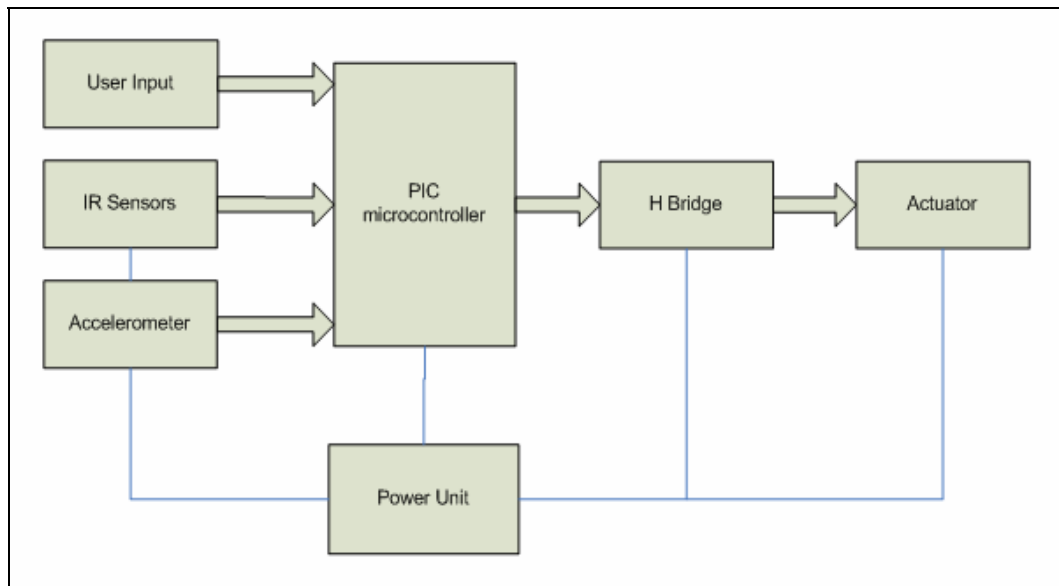 User Input
IR Sensors
Accelerometer
PIC
microcontroller
H Bridge
Actuator
Power Unit